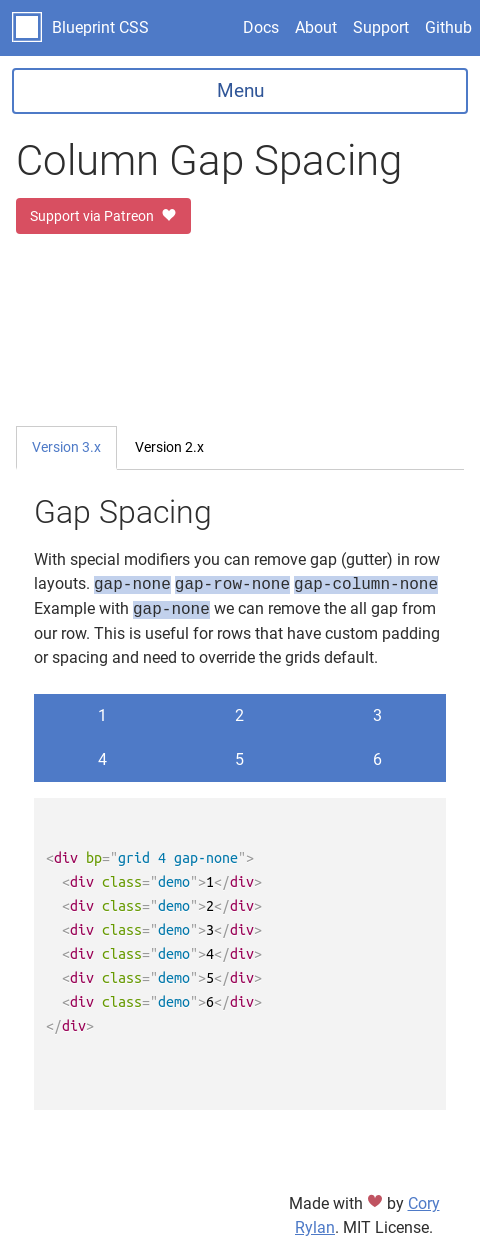 Blueprint CSS Docs About Support Github
Menu
Column Gap Spacing
Support via Patreon
Version 3.x Version 2.x
Gap Spacing
With special modifiers you can remove gap (gutter) in row
layouts. gap-none gap-row-none gap-column-none
Example with gap-none we can remove the all gap from
our row. This is useful for rows that have custom padding
or spacing and need to override the grids default.
1 2 3
4 5 6
<div bp="grid 4 gap-none">
  <div class="demo">1</div>
  <div class="demo">2</div>
  <div class="demo">3</div>
  <div class="demo">4</div>
  <div class="demo">5</div>
  <div class="demo">6</div>
</div>
Made with ♥ by Cory
Rylan. MIT License.